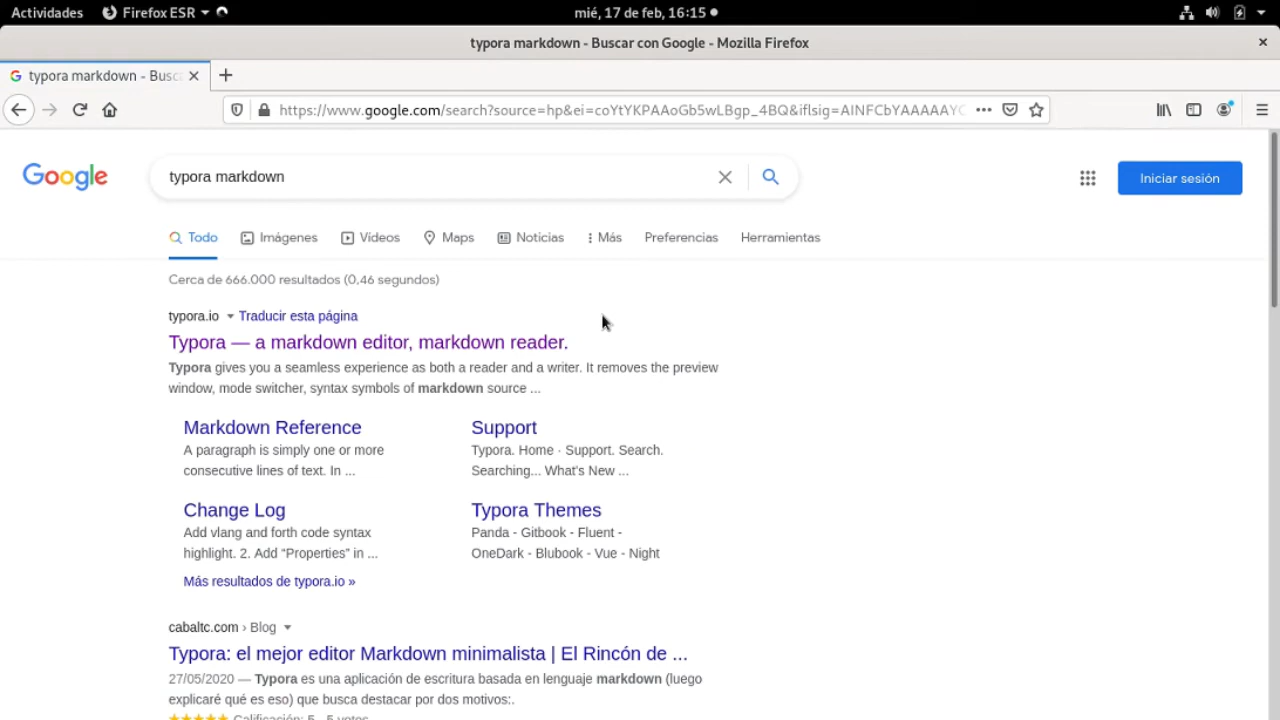 Actividades Firefox ESR mié, 17 de feb, 16:15
typora markdown - Buscar con Google - Mozilla Firefox
typora markdown - Busc
https://www.google.com/search?source=hp&ei=coYtYKPAAoGb5wLBgp_4BQ&iflsig=AINFCbYAAAAAYC
Google typora markdown Iniciar sesión
Todo Imágenes Vídeos Maps Noticias Más Preferencias Herramientas
Cerca de 666.000 resultados (0,46 segundos)
typora.io Traducir esta página
Typora — a markdown editor, markdown reader.
Typora gives you a seamless experience as both a reader and a writer. It removes the preview
window, mode switcher, syntax symbols of markdown source ...
Markdown Reference
A paragraph is simply one or more
consecutive lines of text. In ...
Support
Typora. Home · Support. Search.
Searching... What's New ...
Change Log
Add vlang and forth code syntax
highlight. 2. Add “Properties” in ...
Typora Themes
Panda - Gitbook - Fluent -
OneDark - Blubook - Vue - Night
Más resultados de typora.io »
cabaltc.com › Blog
Typora: el mejor editor Markdown minimalista | El Rincón de ...
27/05/2020 — Typora es una aplicación de escritura basada en lenguaje markdown (luego
explicaré qué es eso) que busca destacar por dos motivos:.
Calificación: 5 - 5 votos